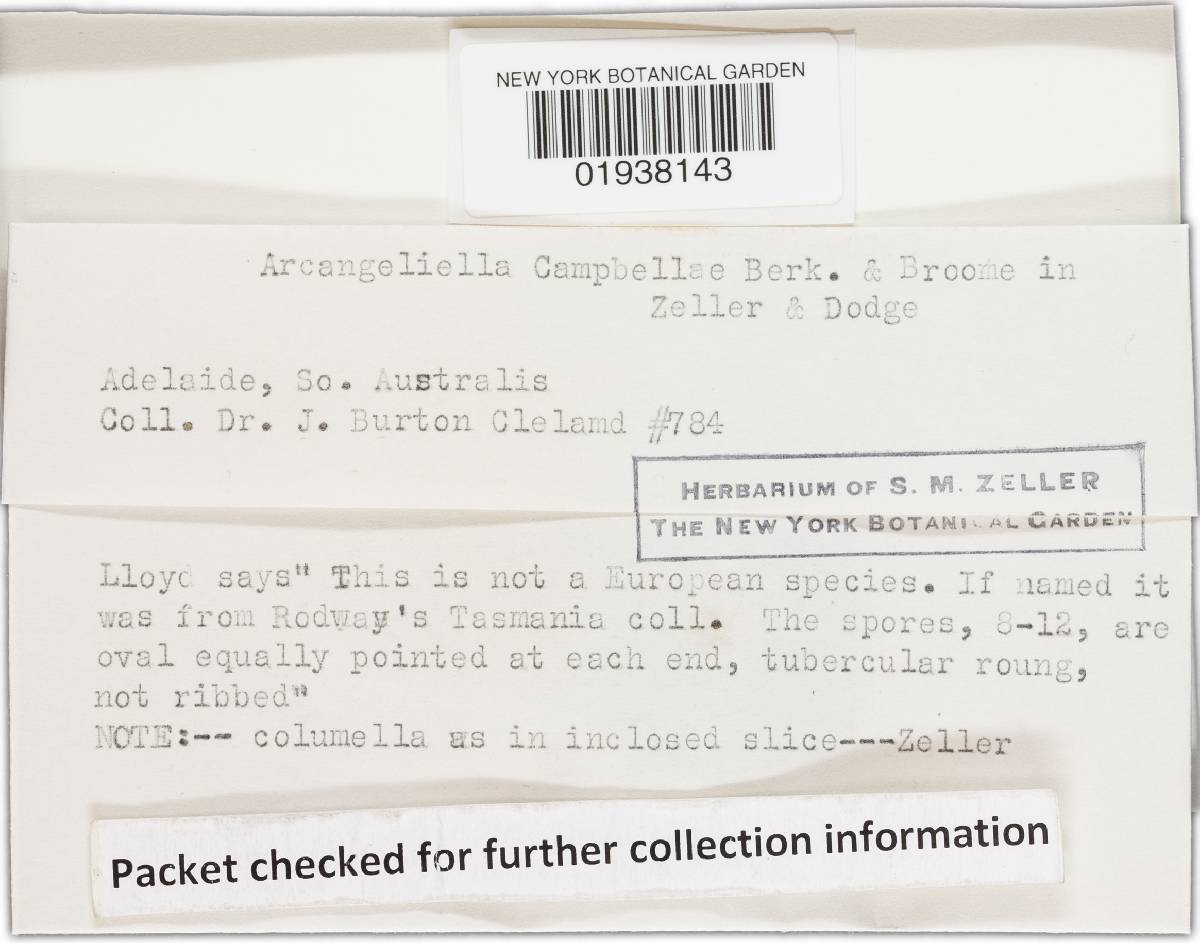 NEW YORK BOTANICAL GARDEN
01938143
Arcangeliella Campbellae Berk. & Broome in
Zeller & Dodge
Adelaide, So. Australis
Coll. Dr. J. Burton Clelamd #784
HERBARIUM OF S. M. ZELLER
THE NEW YORK BOTANICAL GARDEN
Lloyd says" This is not a European species. If named it
was from Rodway's Tasmania coll. The spores, 8-12, are
oval equally pointed at each end, tubercular roung,
not ribbed"
NOTE:-- columella as in inclosed slice---Zeller
Packet checked for further collection information